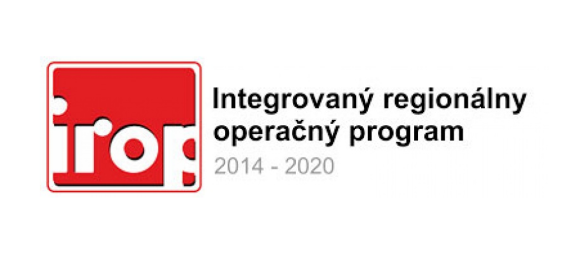 irop
Integrovaný regionálny
operačný program
2014 - 2020